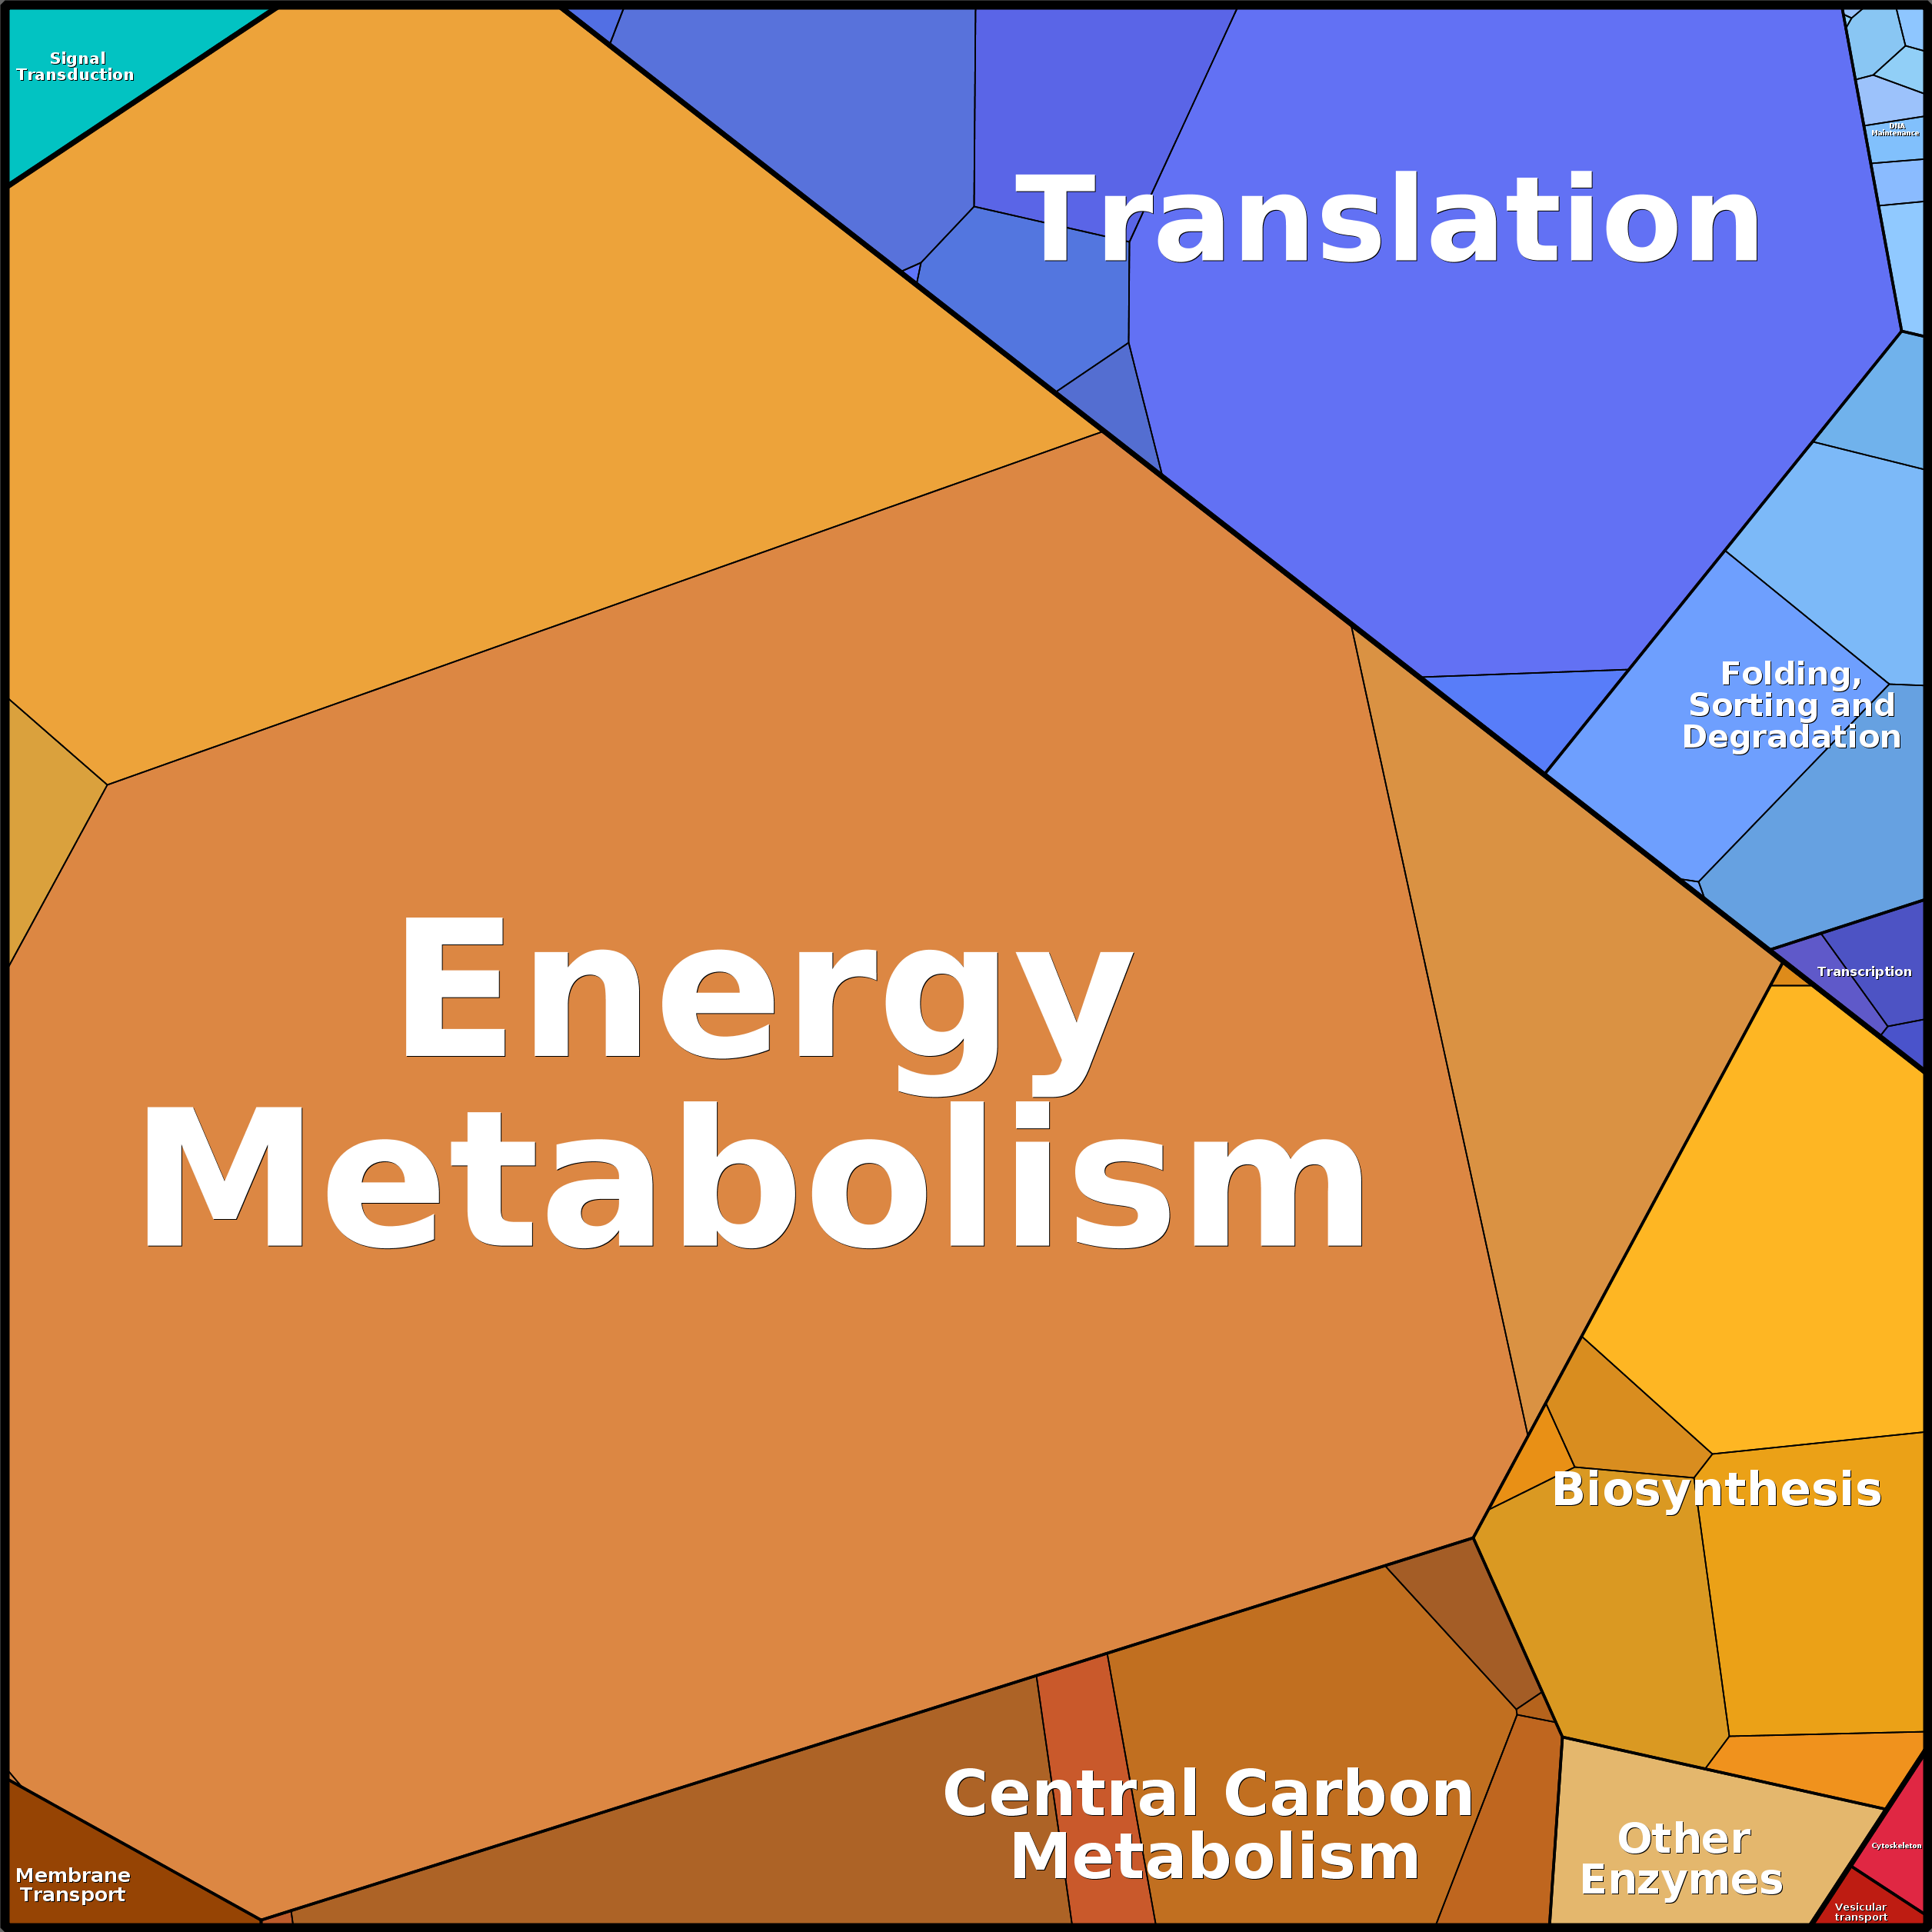 Signal
Transduction
Translation
DNA
Maintenance
Folding,
Sorting and
Degradation
Transcription
Energy
Metabolism
Biosynthesis
Central Carbon
Metabolism
Other
Enzymes
Cytoskeleton
Membrane
Transport
Vesicular
transport